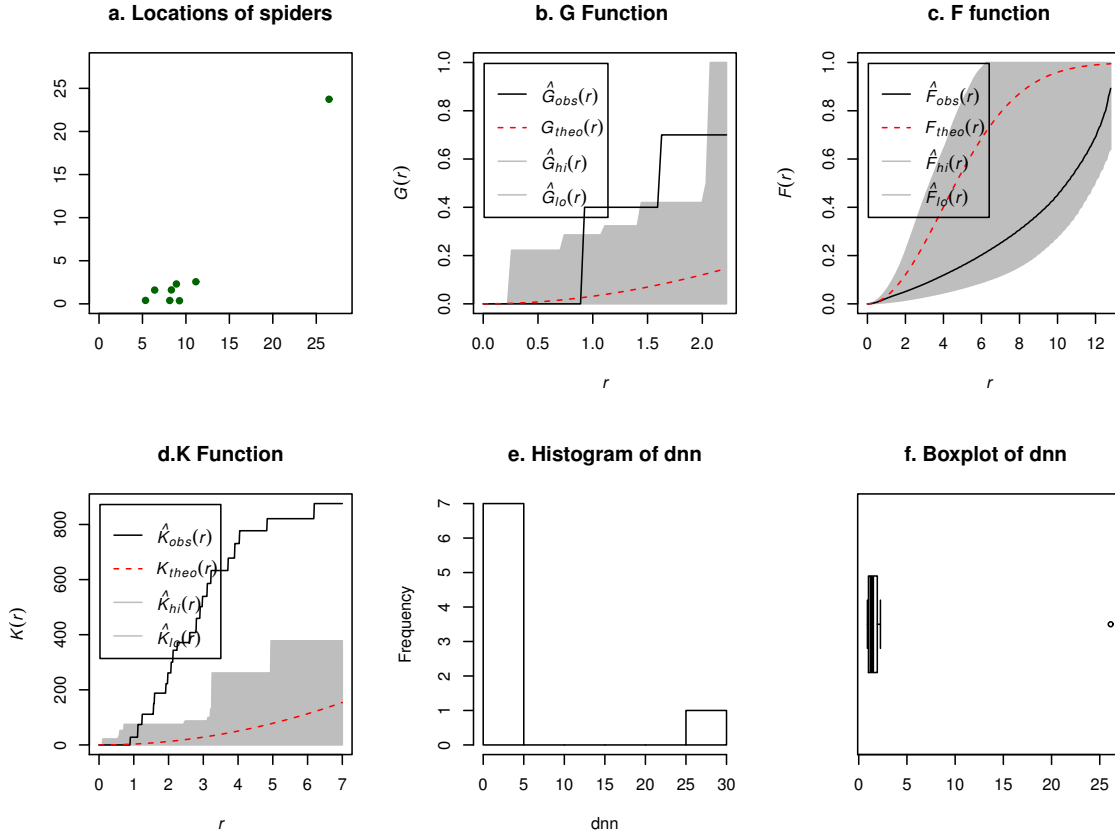 a. Locations of spiders
0 5 10 15 20 25
0 5 10 15 20 25
b. G Function
G(r)
0.0 0.2 0.4 0.6 0.8 1.0
Ĝobs(r)
Gtheo(r)
Ĝhi(r)
Ĝlo(r)
0.0 0.5 1.0 1.5 2.0
r
c. F function
F(r)
0.0 0.2 0.4 0.6 0.8 1.0
F̂obs(r)
Ftheo(r)
F̂hi(r)
F̂lo(r)
0 2 4 6 8 10 12
r
d.K Function
K(r)
0 200 400 600 800
K̂obs(r)
Ktheo(r)
K̂hi(r)
K̂lo(r)
0 1 2 3 4 5 6 7
r
e. Histogram of dnn
Frequency
0 1 2 3 4 5 6 7
0 5 10 15 20 25 30
dnn
f. Boxplot of dnn
0 5 10 15 20 25